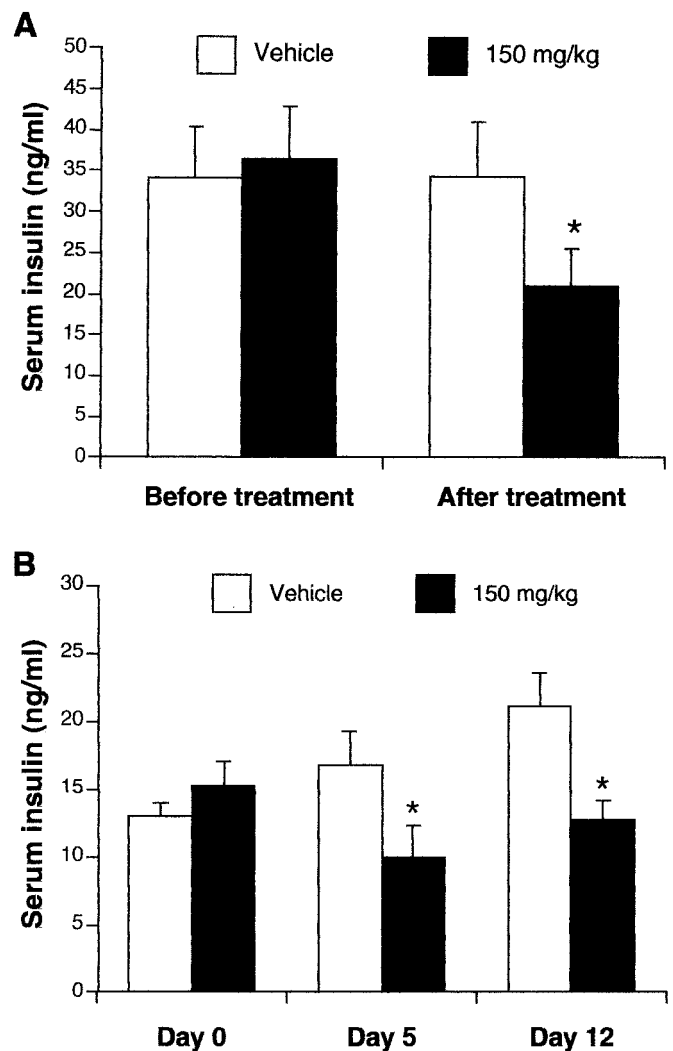 A
Vehicle 150 mg/kg
Serum insulin (ng/ml)
50
45
40
35
30
25
20
15
10
5
0
*
Before treatment After treatment
B
Vehicle 150 mg/kg
Serum insulin (ng/ml)
30
25
20
15
10
5
0
*
*
Day 0 Day 5 Day 12